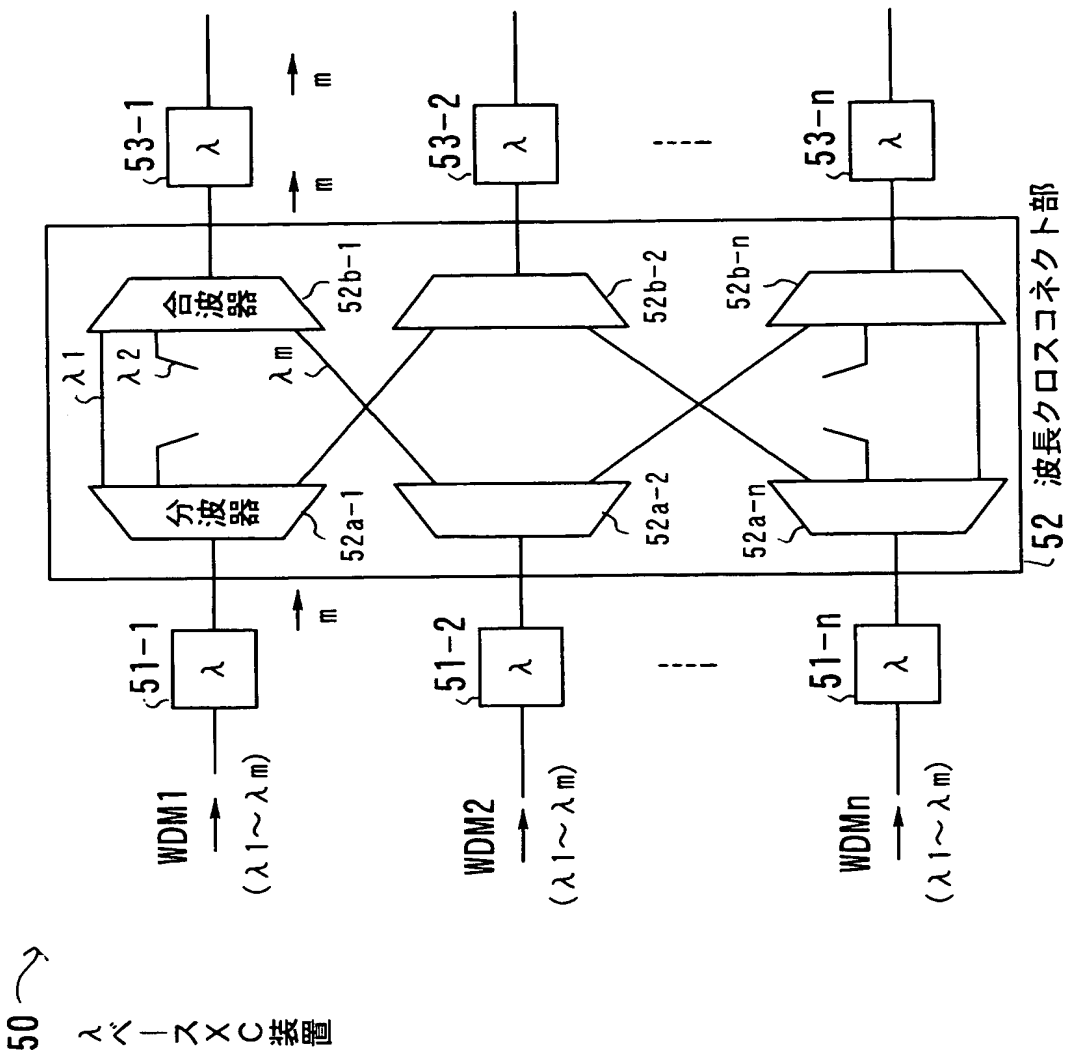 50
λベースXC装置
WDM1
(λ1～λm)
51-1
λ
m
WDM2
(λ1～λm)
51-2
λ
WDMn
(λ1～λm)
51-n
λ
分波器
52a-1
52a-2
52a-n
λ1
λ2
λm
合波器
52b-1
52b-2
52b-n
52 波長クロスコネクト部
53-1
λ
m
m
53-2
λ
53-n
λ